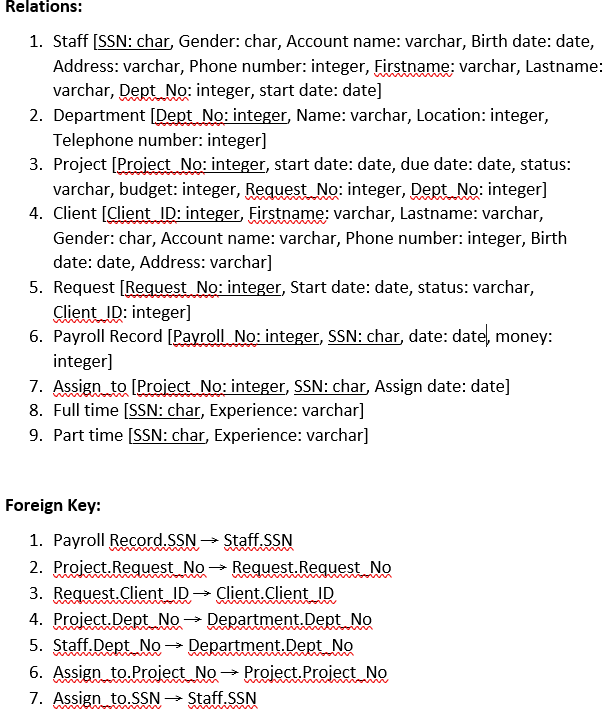 Relations:
1. Staff [SSN: char, Gender: char, Account name: varchar, Birth date: date,
Address: varchar, Phone number: integer, Firstname: varchar, Lastname:
varchar, Dept_No: integer, start date: date]
2. Department [Dept_No: integer, Name: varchar, Location: integer,
Telephone number: integer]
3. Project [Project_No: integer, start date: date, due date: date, status:
varchar, budget: integer, Request_No: integer, Dept_No: integer]
4. Client [Client_ID: integer, Firstname: varchar, Lastname: varchar,
Gender: char, Account name: varchar, Phone number: integer, Birth
date: date, Address: varchar]
5. Request [Request_No: integer, Start date: date, status: varchar,
Client_ID: integer]
6. Payroll Record [Payroll_No: integer, SSN: char, date: date, money:
integer]
7. Assign_to [Project_No: integer, SSN: char, Assign date: date]
8. Full time [SSN: char, Experience: varchar]
9. Part time [SSN: char, Experience: varchar]
Foreign Key:
1. Payroll Record.SSN → Staff.SSN
2. Project.Request_No → Request.Request_No
3. Request.Client_ID → Client.Client_ID
4. Project.Dept_No → Department.Dept_No
5. Staff.Dept_No → Department.Dept_No
6. Assign_to.Project_No → Project.Project_No
7. Assign_to.SSN → Staff.SSN